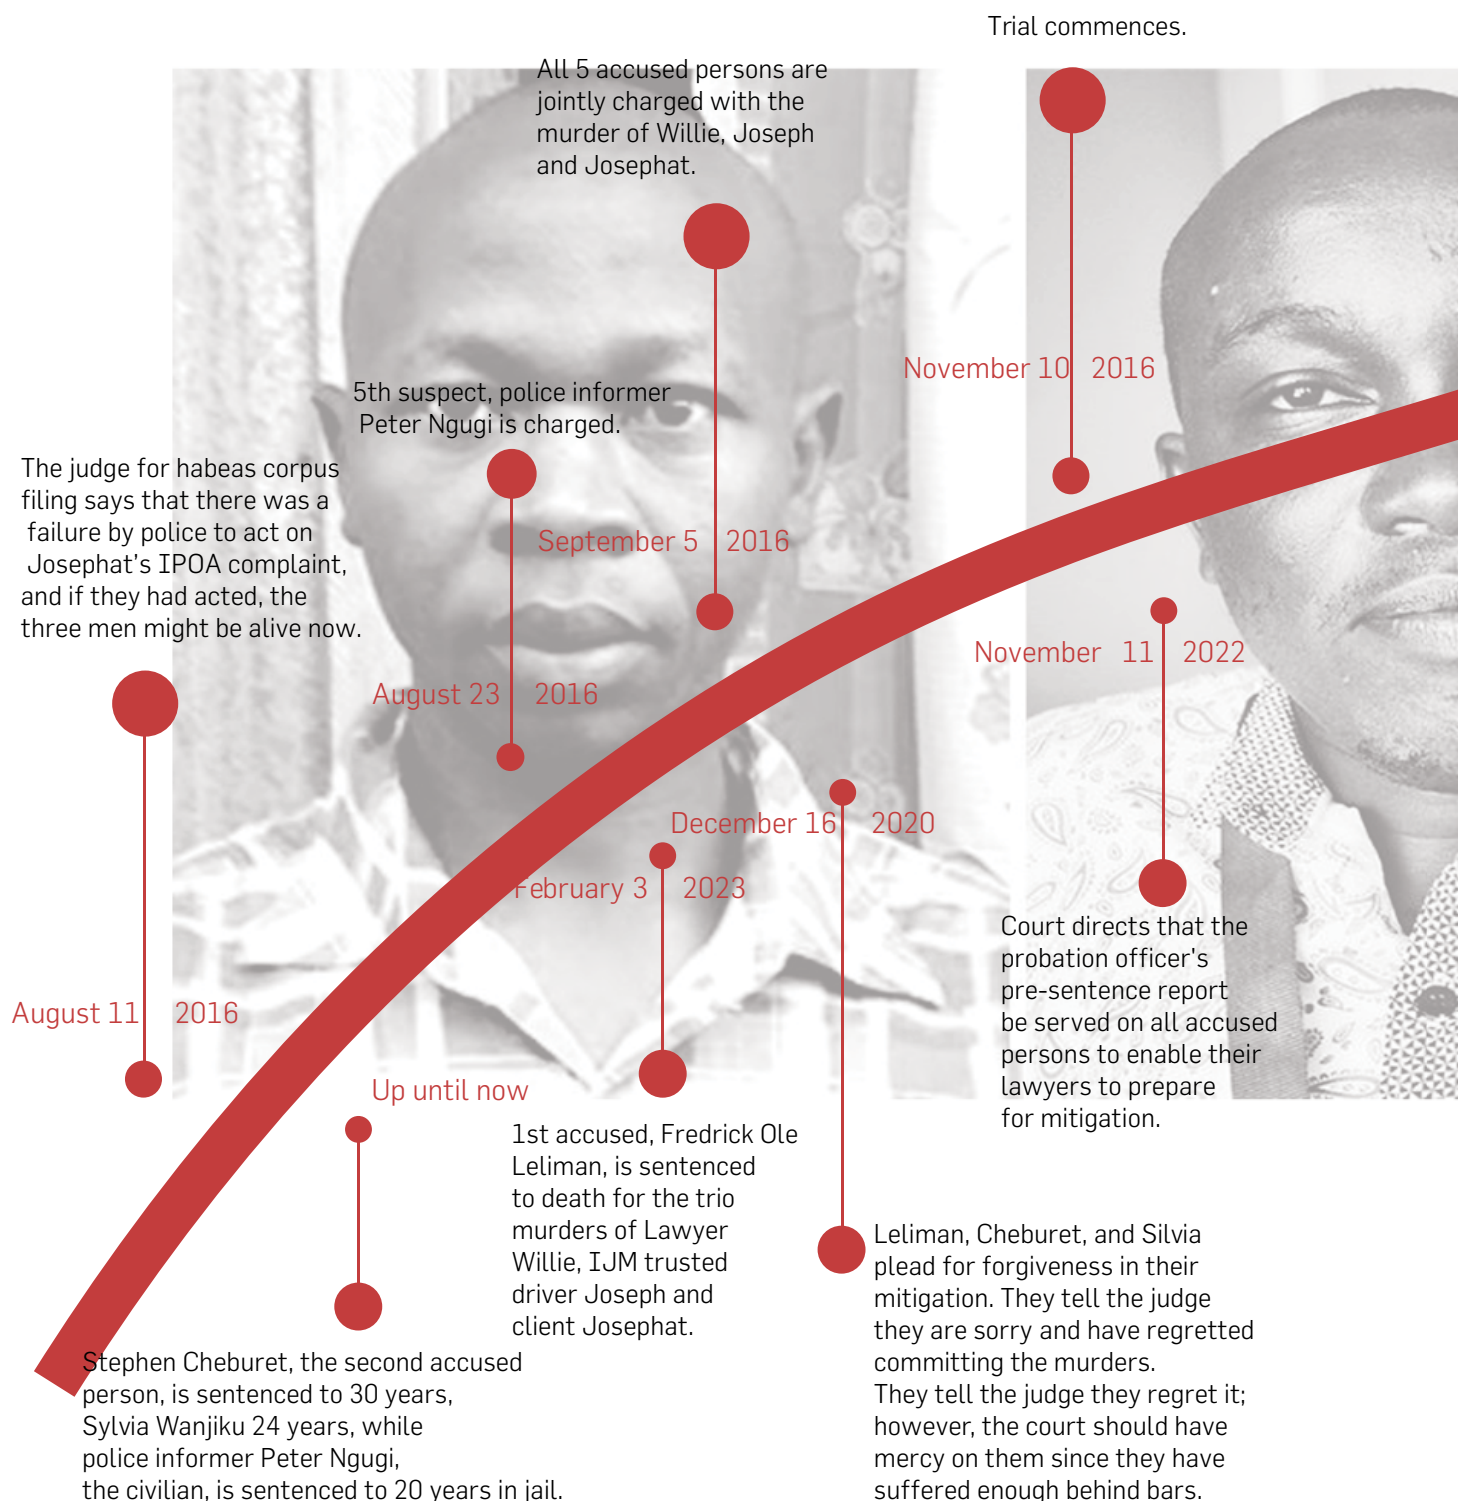 Trial commences.
November 10 2016
All 5 accused persons are
jointly charged with the
murder of Willie, Joseph
and Josephat.
September 5 2016
5th suspect, police informer
Peter Ngugi is charged.
August 23 2016
The judge for habeas corpus
filing says that there was a
failure by police to act on
Josephat's IPOA complaint,
and if they had acted, the
three men might be alive now.
August 11 2016
November 11 2022
Court directs that the
probation officer's
pre-sentence report
be served on all accused
persons to enable their
lawyers to prepare
for mitigation.
December 16 2020
Leliman, Cheburet, and Silvia
plead for forgiveness in their
mitigation. They tell the judge
they are sorry and have regretted
committing the murders.
They tell the judge they regret it;
however, the court should have
mercy on them since they have
suffered enough behind bars.
February 3 2023
1st accused, Fredrick Ole
Leliman, is sentenced
to death for the trio
murders of Lawyer
Willie, IJM trusted
driver Joseph and
client Josephat.
Up until now
Stephen Cheburet, the second accused
person, is sentenced to 30 years,
Sylvia Wanjiku 24 years, while
police informer Peter Ngugi,
the civilian, is sentenced to 20 years in jail.